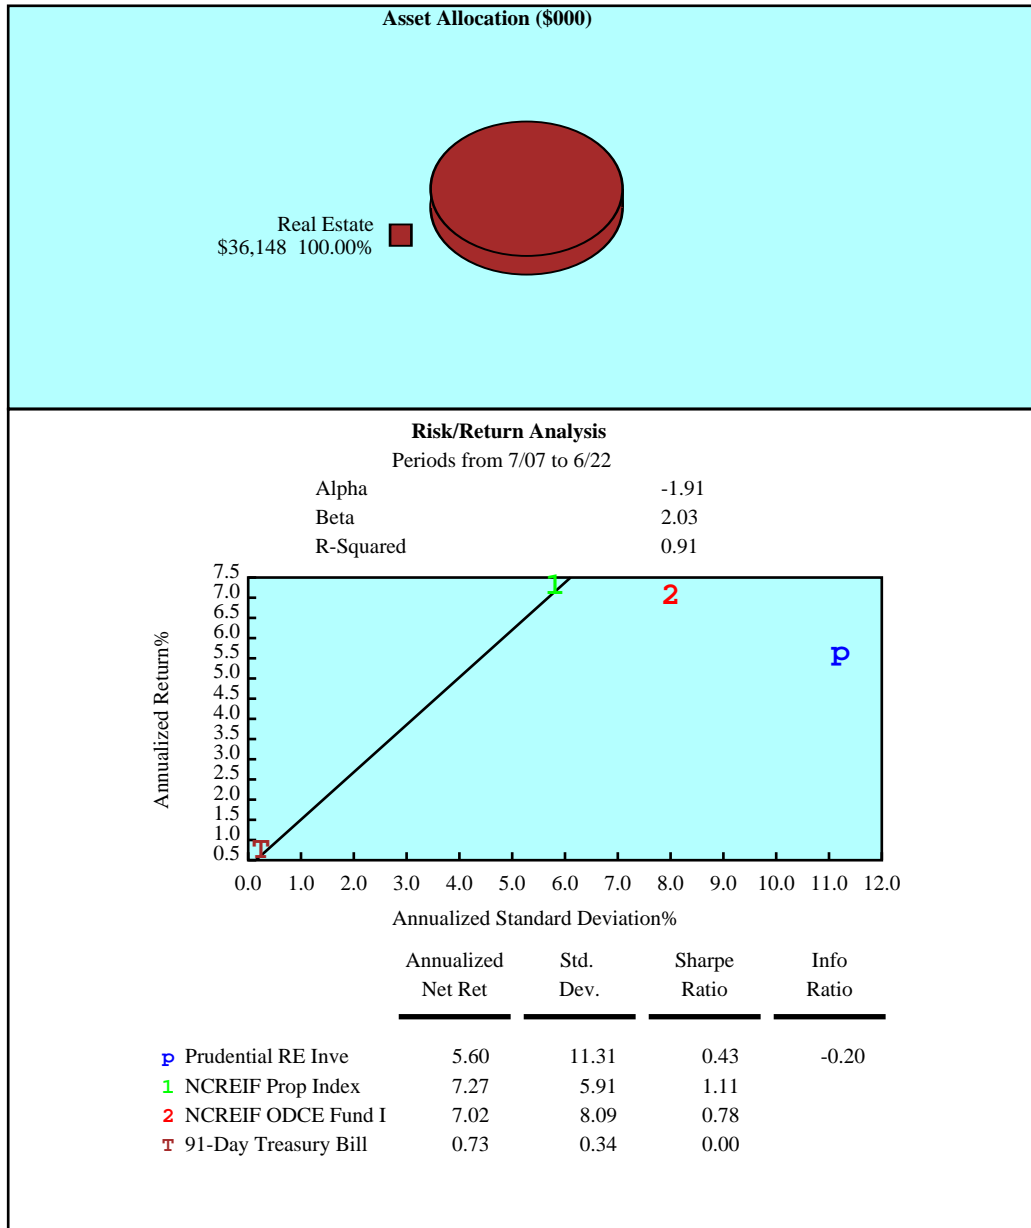 Asset Allocation ($000)
Real Estate
$36,148 100.00%
Risk/Return Analysis
Periods from 7/07 to 6/22
Alpha -1.91
Beta 2.03
R-Squared 0.91
Annualized Return%
7.5
7.0
6.5
6.0
5.5
5.0
4.5
4.0
3.5
3.0
2.5
2.0
1.5
1.0
0.5
1
2
p
T
0.0 1.0 2.0 3.0 4.0 5.0 6.0 7.0 8.0 9.0 10.0 11.0 12.0
Annualized Standard Deviation%
Annualized Std. Sharpe Info
Net Ret Dev. Ratio Ratio
p Prudential RE Inve 5.60 11.31 0.43 -0.20
1 NCREIF Prop Index 7.27 5.91 1.11
2 NCREIF ODCE Fund I 7.02 8.09 0.78
T 91-Day Treasury Bill 0.73 0.34 0.00